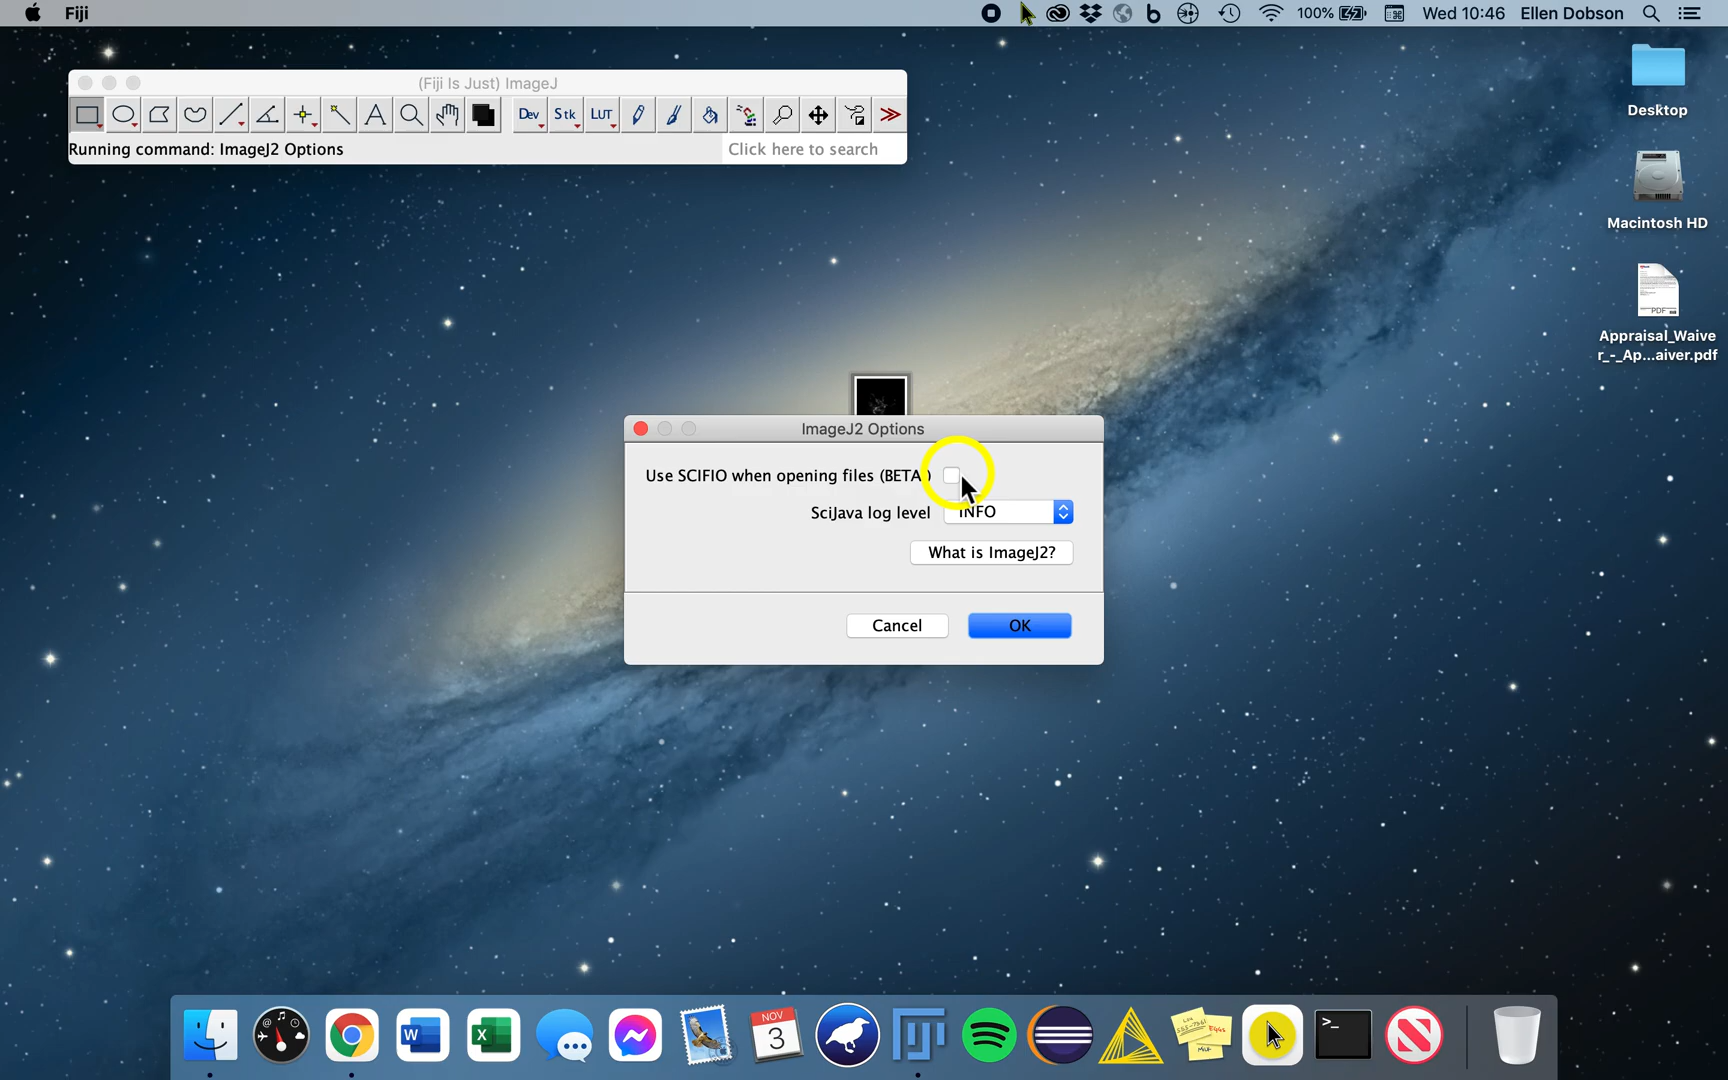 Fiji
100%
Wed 10:46
Ellen Dobson
(Fiji Is Just) ImageJ
Dev
Stk
LUT
Running command: ImageJ2 Options
Click here to search
Desktop
Macintosh HD
PDF
Appraisal_Waive
r_-_Ap...aiver.pdf
ImageJ2 Options
Use SCIFIO when opening files (BETA!)
SciJava log level
INFO
What is ImageJ2?
Cancel
OK
NOV
3